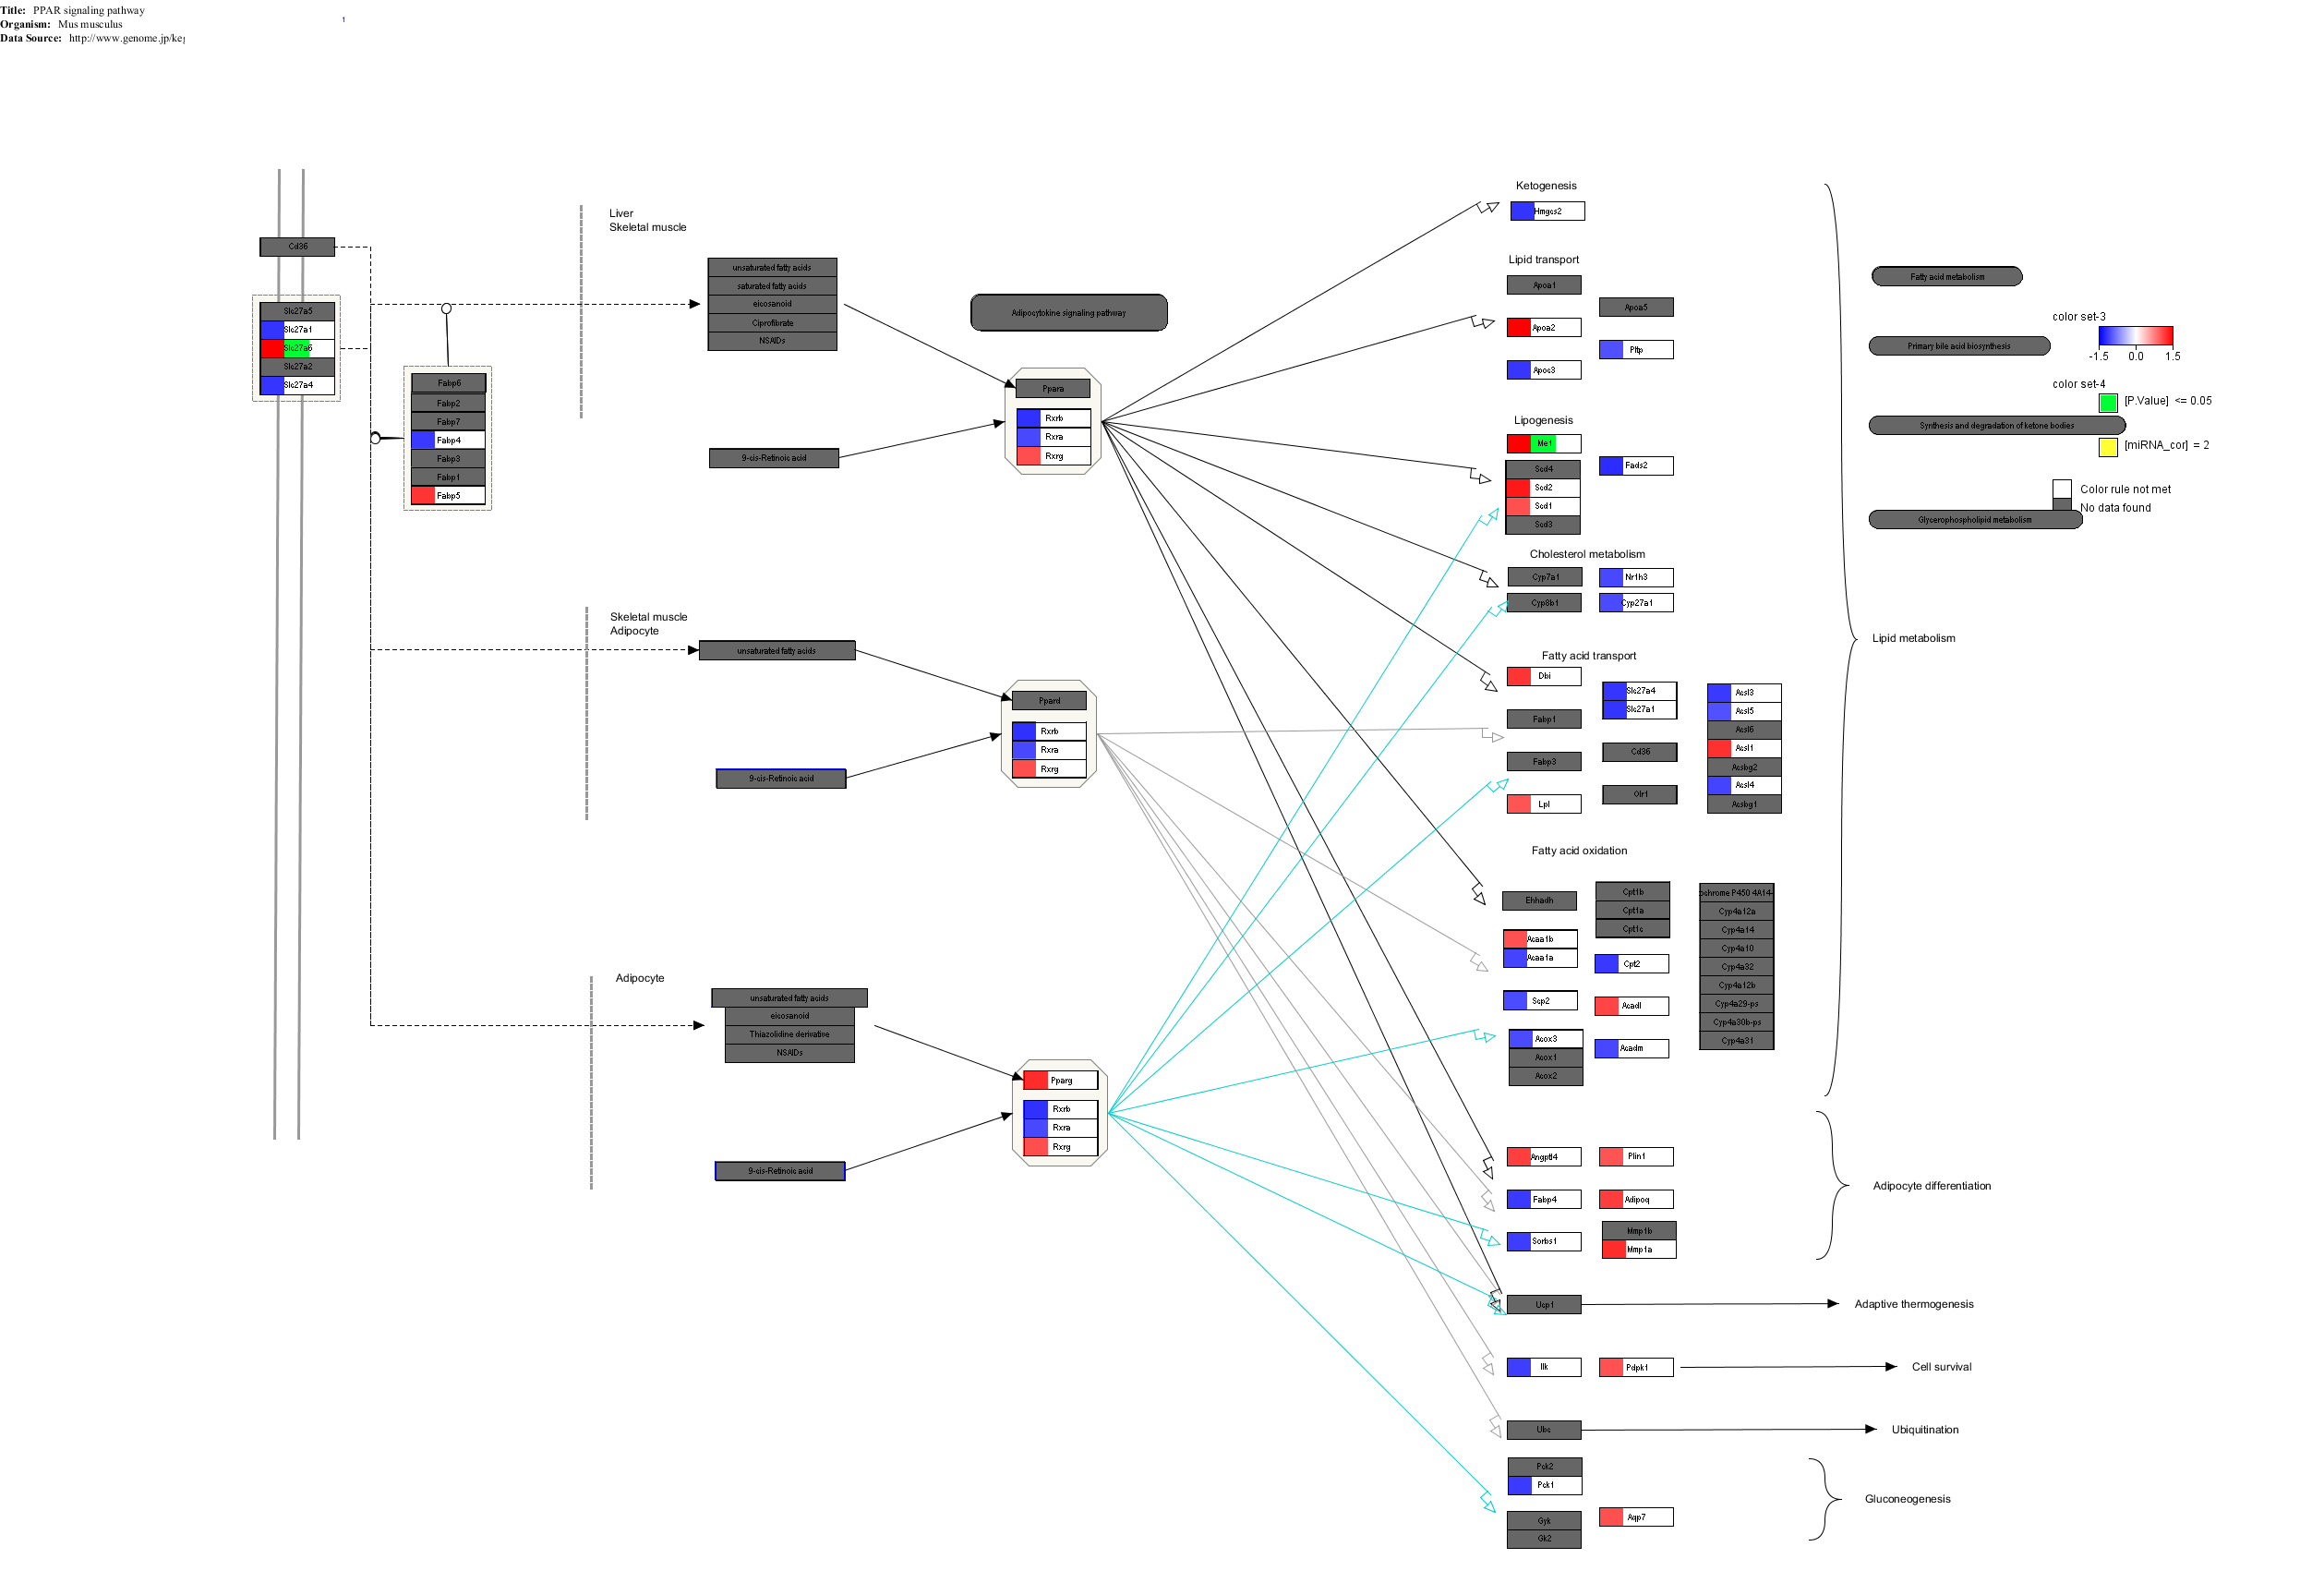 Title: PPAR signaling pathway
Organism: Mus musculus
Data Source: http://www.genome.jp/keg
1
Cd36
Slc27a5
Slc27a1
Slc27a6
Slc27a2
Slc27a4
Fabp6
Fabp2
Fabp7
Fabp4
Fabp3
Fabp1
Fabp5
Liver
Skeletal muscle
unsaturated fatty acids
saturated fatty acids
eicosanoid
Ciprofibrate
NSAIDs
9-cis-Retinoic acid
Adipocytokine signaling pathway
Ppara
Rxrb
Rxra
Rxrg
Skeletal muscle
Adipocyte
unsaturated fatty acids
9-cis-Retinoic acid
Ppard
Rxrb
Rxra
Rxrg
Adipocyte
unsaturated fatty acids
eicosanoid
Thiazolidine derivative
NSAIDs
9-cis-Retinoic acid
Pparg
Rxrb
Rxra
Rxrg
Ketogenesis
Hmgcs2
Lipid transport
Apoa1
Apoa5
Apoa2
Pltp
Apoc3
Lipogenesis
Me1
Fads2
Scd4
Scd2
Scd1
Scd3
Cholesterol metabolism
Cyp7a1
Nr1h3
Cyp8b1
Cyp27a1
Fatty acid transport
Dbi
Fabp1
Fabp3
Lpl
Slc27a4
Slc27a1
Cd36
Olr1
Acsl3
Acsl5
Acsl6
Acsl1
Acsbg2
Acsl4
Acsbg1
Fatty acid oxidation
Ehhadh
Acaa1b
Acaa1a
Scp2
Acox3
Acox1
Acox2
Cpt1b
Cpt1a
Cpt1c
Cpt2
Acadl
Acadm
ochrome P450 4A14-
Cyp4a12a
Cyp4a14
Cyp4a10
Cyp4a32
Cyp4a12b
Cyp4a29-ps
Cyp4a30b-ps
Cyp4a31
Angptl4
Plin1
Fabp4
Adipoq
Sorbs1
Mmp1b
Mmp1a
Ucp1
Adaptive thermogenesis
Ilk
Pdpk1
Cell survival
Ubc
Ubiquitination
Pck2
Pck1
Gyk
Gk2
Aqp7
Gluconeogenesis
Lipid metabolism
Adipocyte differentiation
Fatty acid metabolism
Primary bile acid biosynthesis
Synthesis and degradation of ketone bodies
Glycerophospholipid metabolism
color set-3
-1.5 0.0 1.5
color set-4
[P.Value] <= 0.05
[miRNA_cor] = 2
Color rule not met
No data found